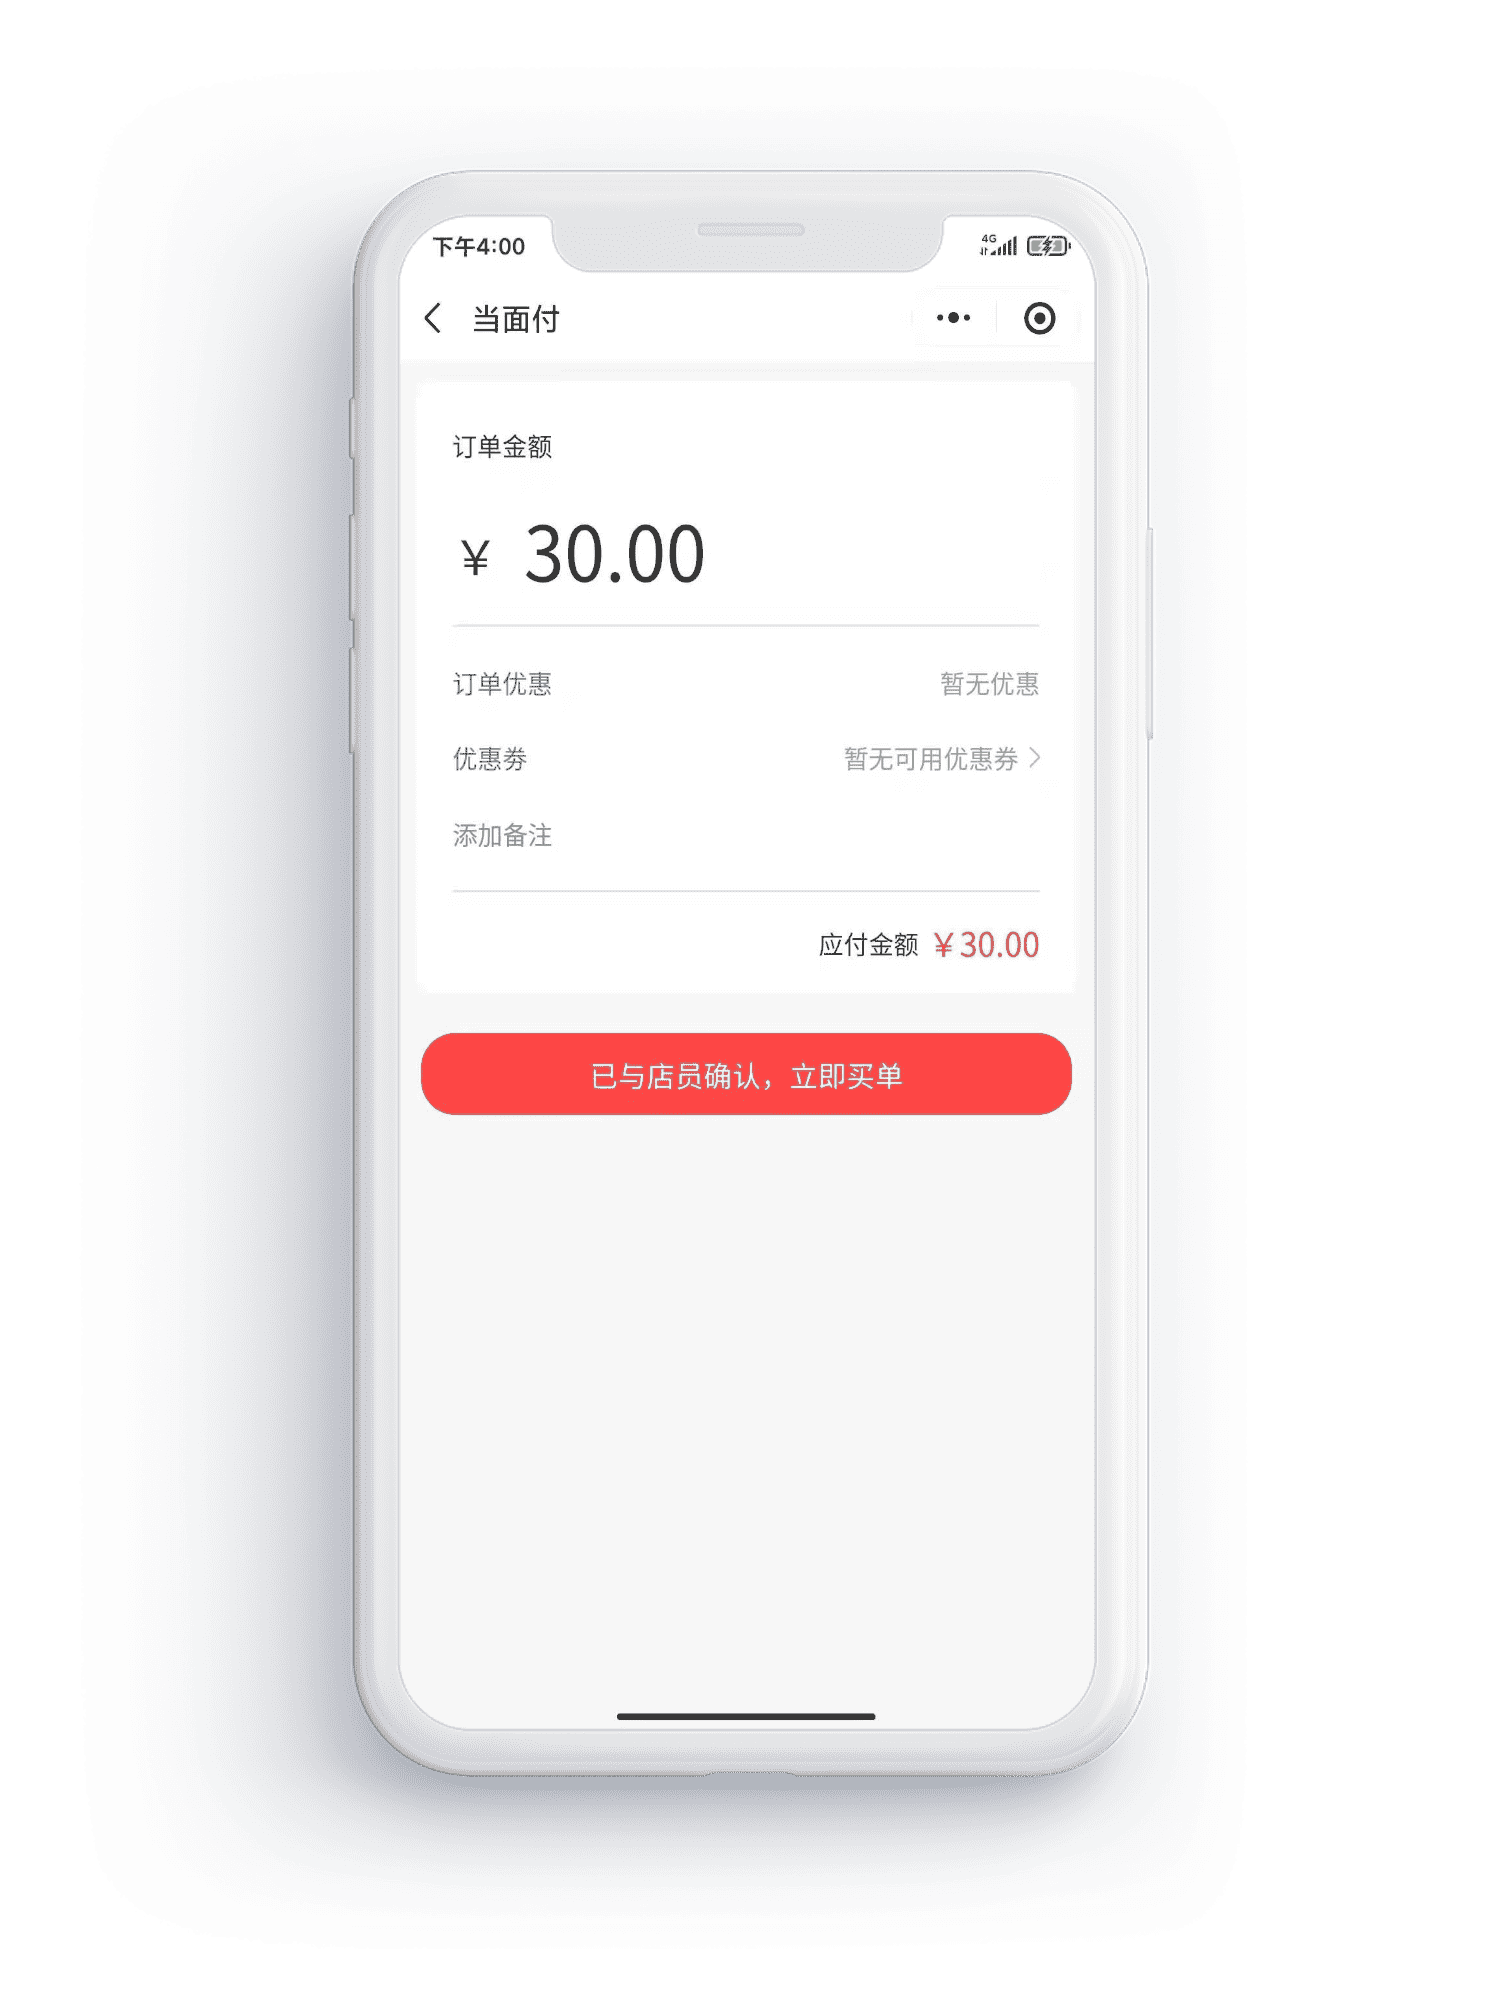 下午4:00
4G
当面付
订单金额
¥ 30.00
订单优惠 暂无优惠
优惠券 暂无可用优惠券
添加备注
应付金额 ¥30.00
已与店员确认，立即买单